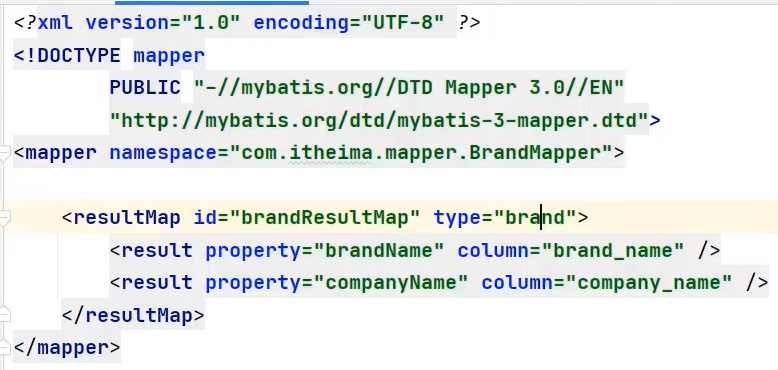 <?xml version="1.0" encoding="UTF-8" ?>
<!DOCTYPE mapper
        PUBLIC "-//mybatis.org//DTD Mapper 3.0//EN"
        "http://mybatis.org/dtd/mybatis-3-mapper.dtd">
<mapper namespace="com.itheima.mapper.BrandMapper">
    <resultMap id="brandResultMap" type="brand">
        <result property="brandName" column="brand_name" />
        <result property="companyName" column="company_name" />
    </resultMap>
</mapper>